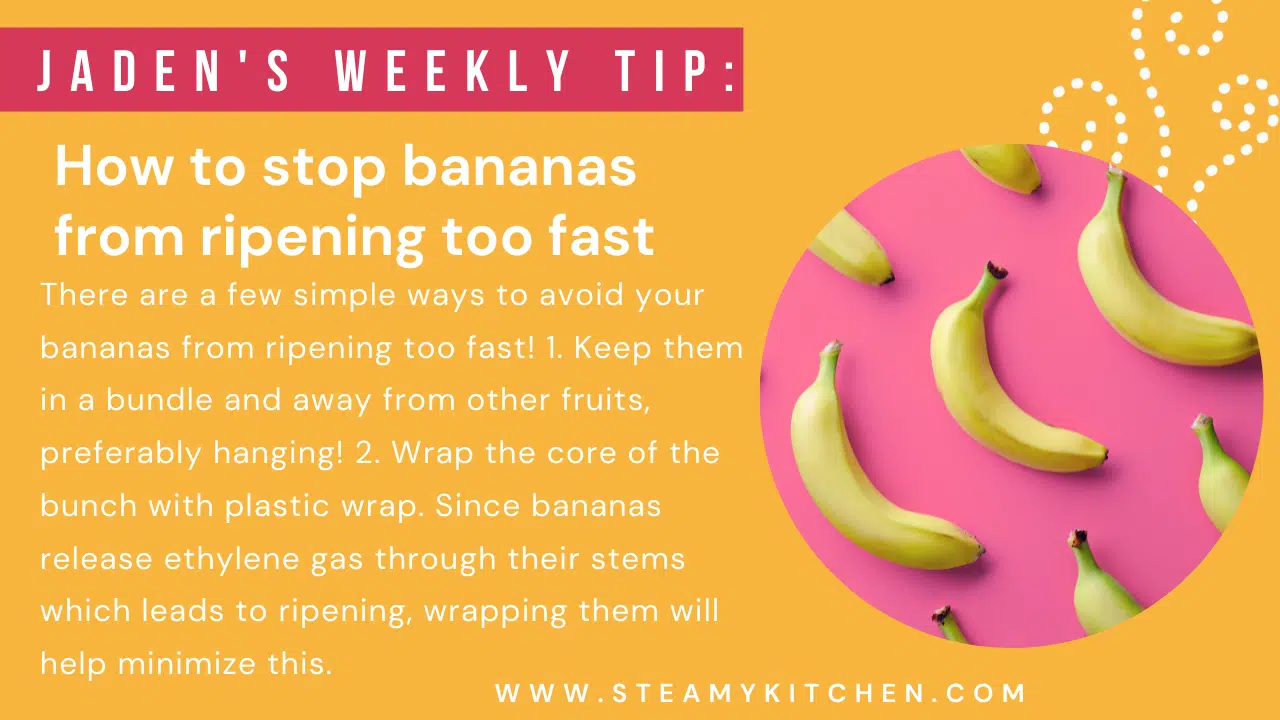 JADEN'S WEEKLY TIP:
How to stop bananas
from ripening too fast
There are a few simple ways to avoid your
bananas from ripening too fast! 1. Keep them
in a bundle and away from other fruits,
preferably hanging! 2. Wrap the core of the
bunch with plastic wrap. Since bananas
release ethylene gas through their stems
which leads to ripening, wrapping them will
help minimize this.
WWW.STEAMYKITCHEN.COM